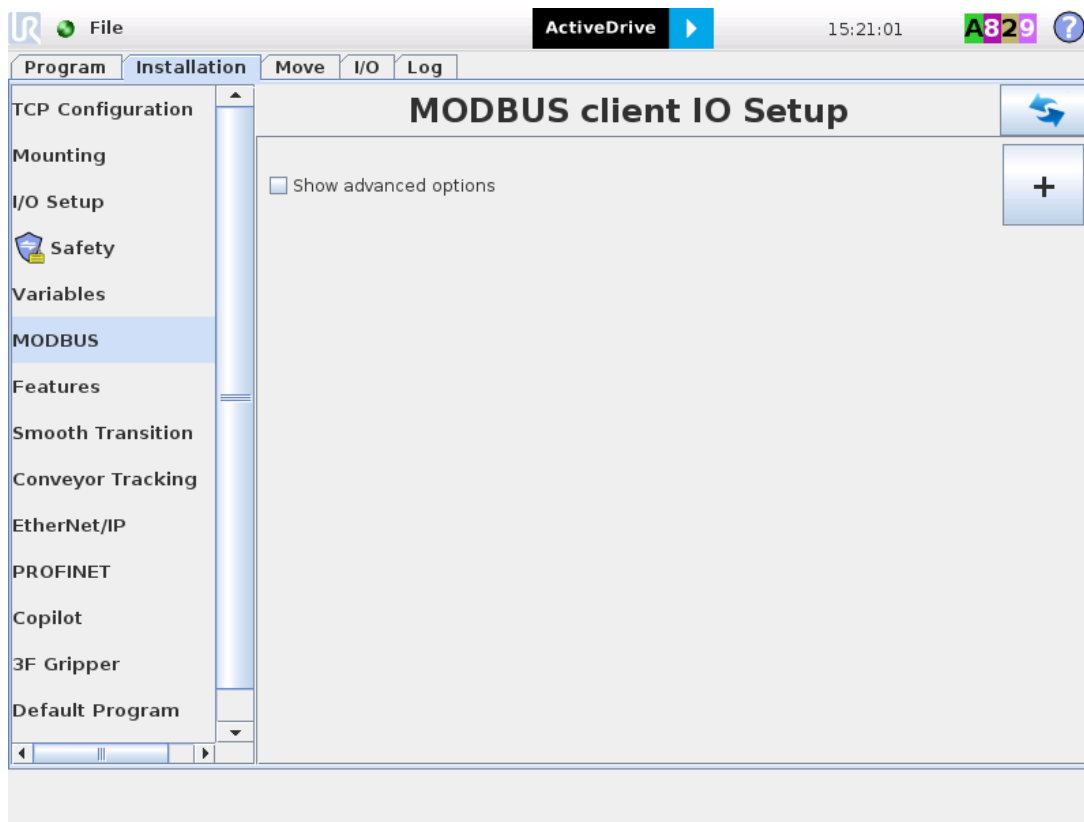 UR File ActiveDrive 15:21:01 A829 ?
Program Installation Move I/O Log
TCP Configuration
MODBUS client IO Setup
Mounting
Show advanced options
+
I/O Setup
Safety
Variables
MODBUS
Features
Smooth Transition
Conveyor Tracking
EtherNet/IP
PROFINET
Copilot
3F Gripper
Default Program